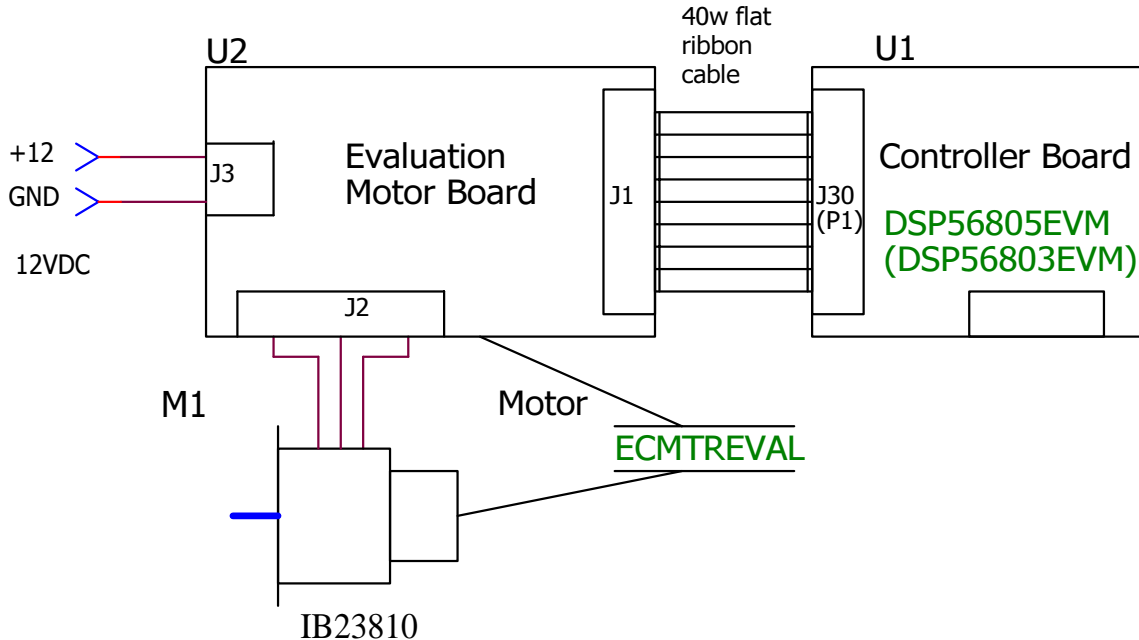 40w flat
ribbon
cable
U2
U1
+12
GND
12VDC
J3
Evaluation
Motor Board
J1
J30
(P1)
Controller Board
DSP56805EVM
(DSP56803EVM)
J2
M1
Motor
ECMTREVAL
IB23810